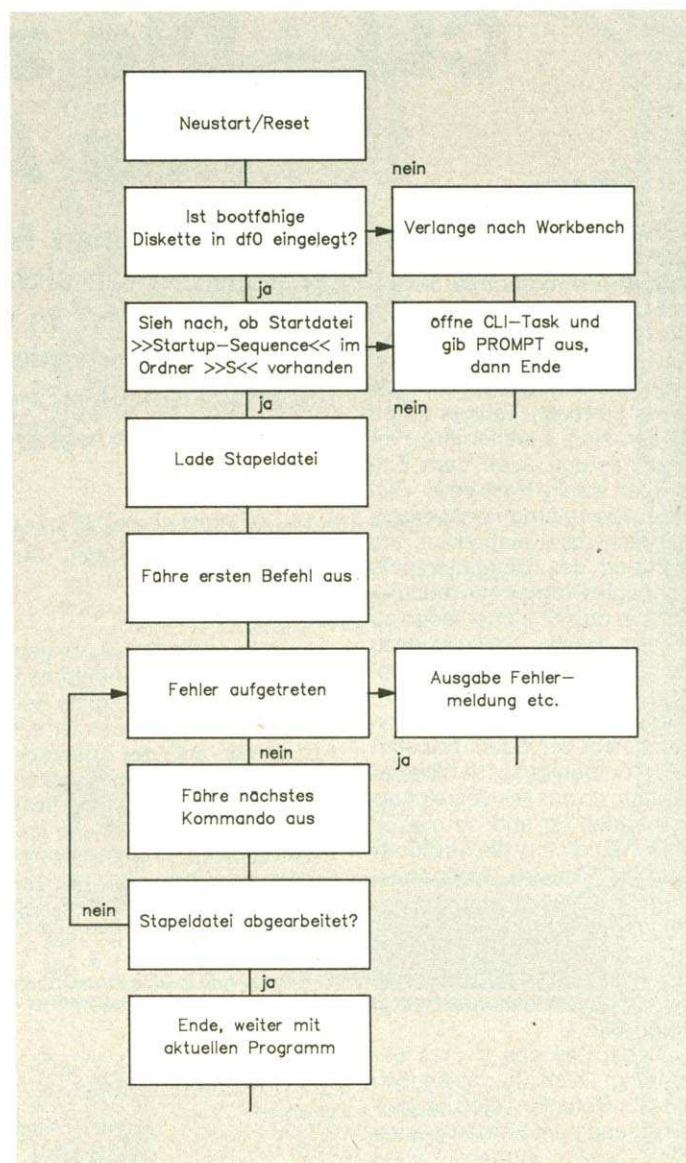 Neustart/Reset
nein
Ist bootfähige
Diskette in df0 eingelegt?
Verlange nach Workbench
ja
Sieh nach, ob Startdatei
>>Startup-Sequence<< im
Ordner >>S<< vorhanden
öffne CLI-Task und
gib PROMPT aus,
dann Ende
ja
nein
Lade Stapeldatei
Führe ersten Befehl aus
Fehler aufgetreten
Ausgabe Fehler-
meldung etc.
nein
ja
Führe nächstes
Kommando aus
nein
Stapeldatei abgearbeitet?
ja
Ende, weiter mit
aktuellen Programm